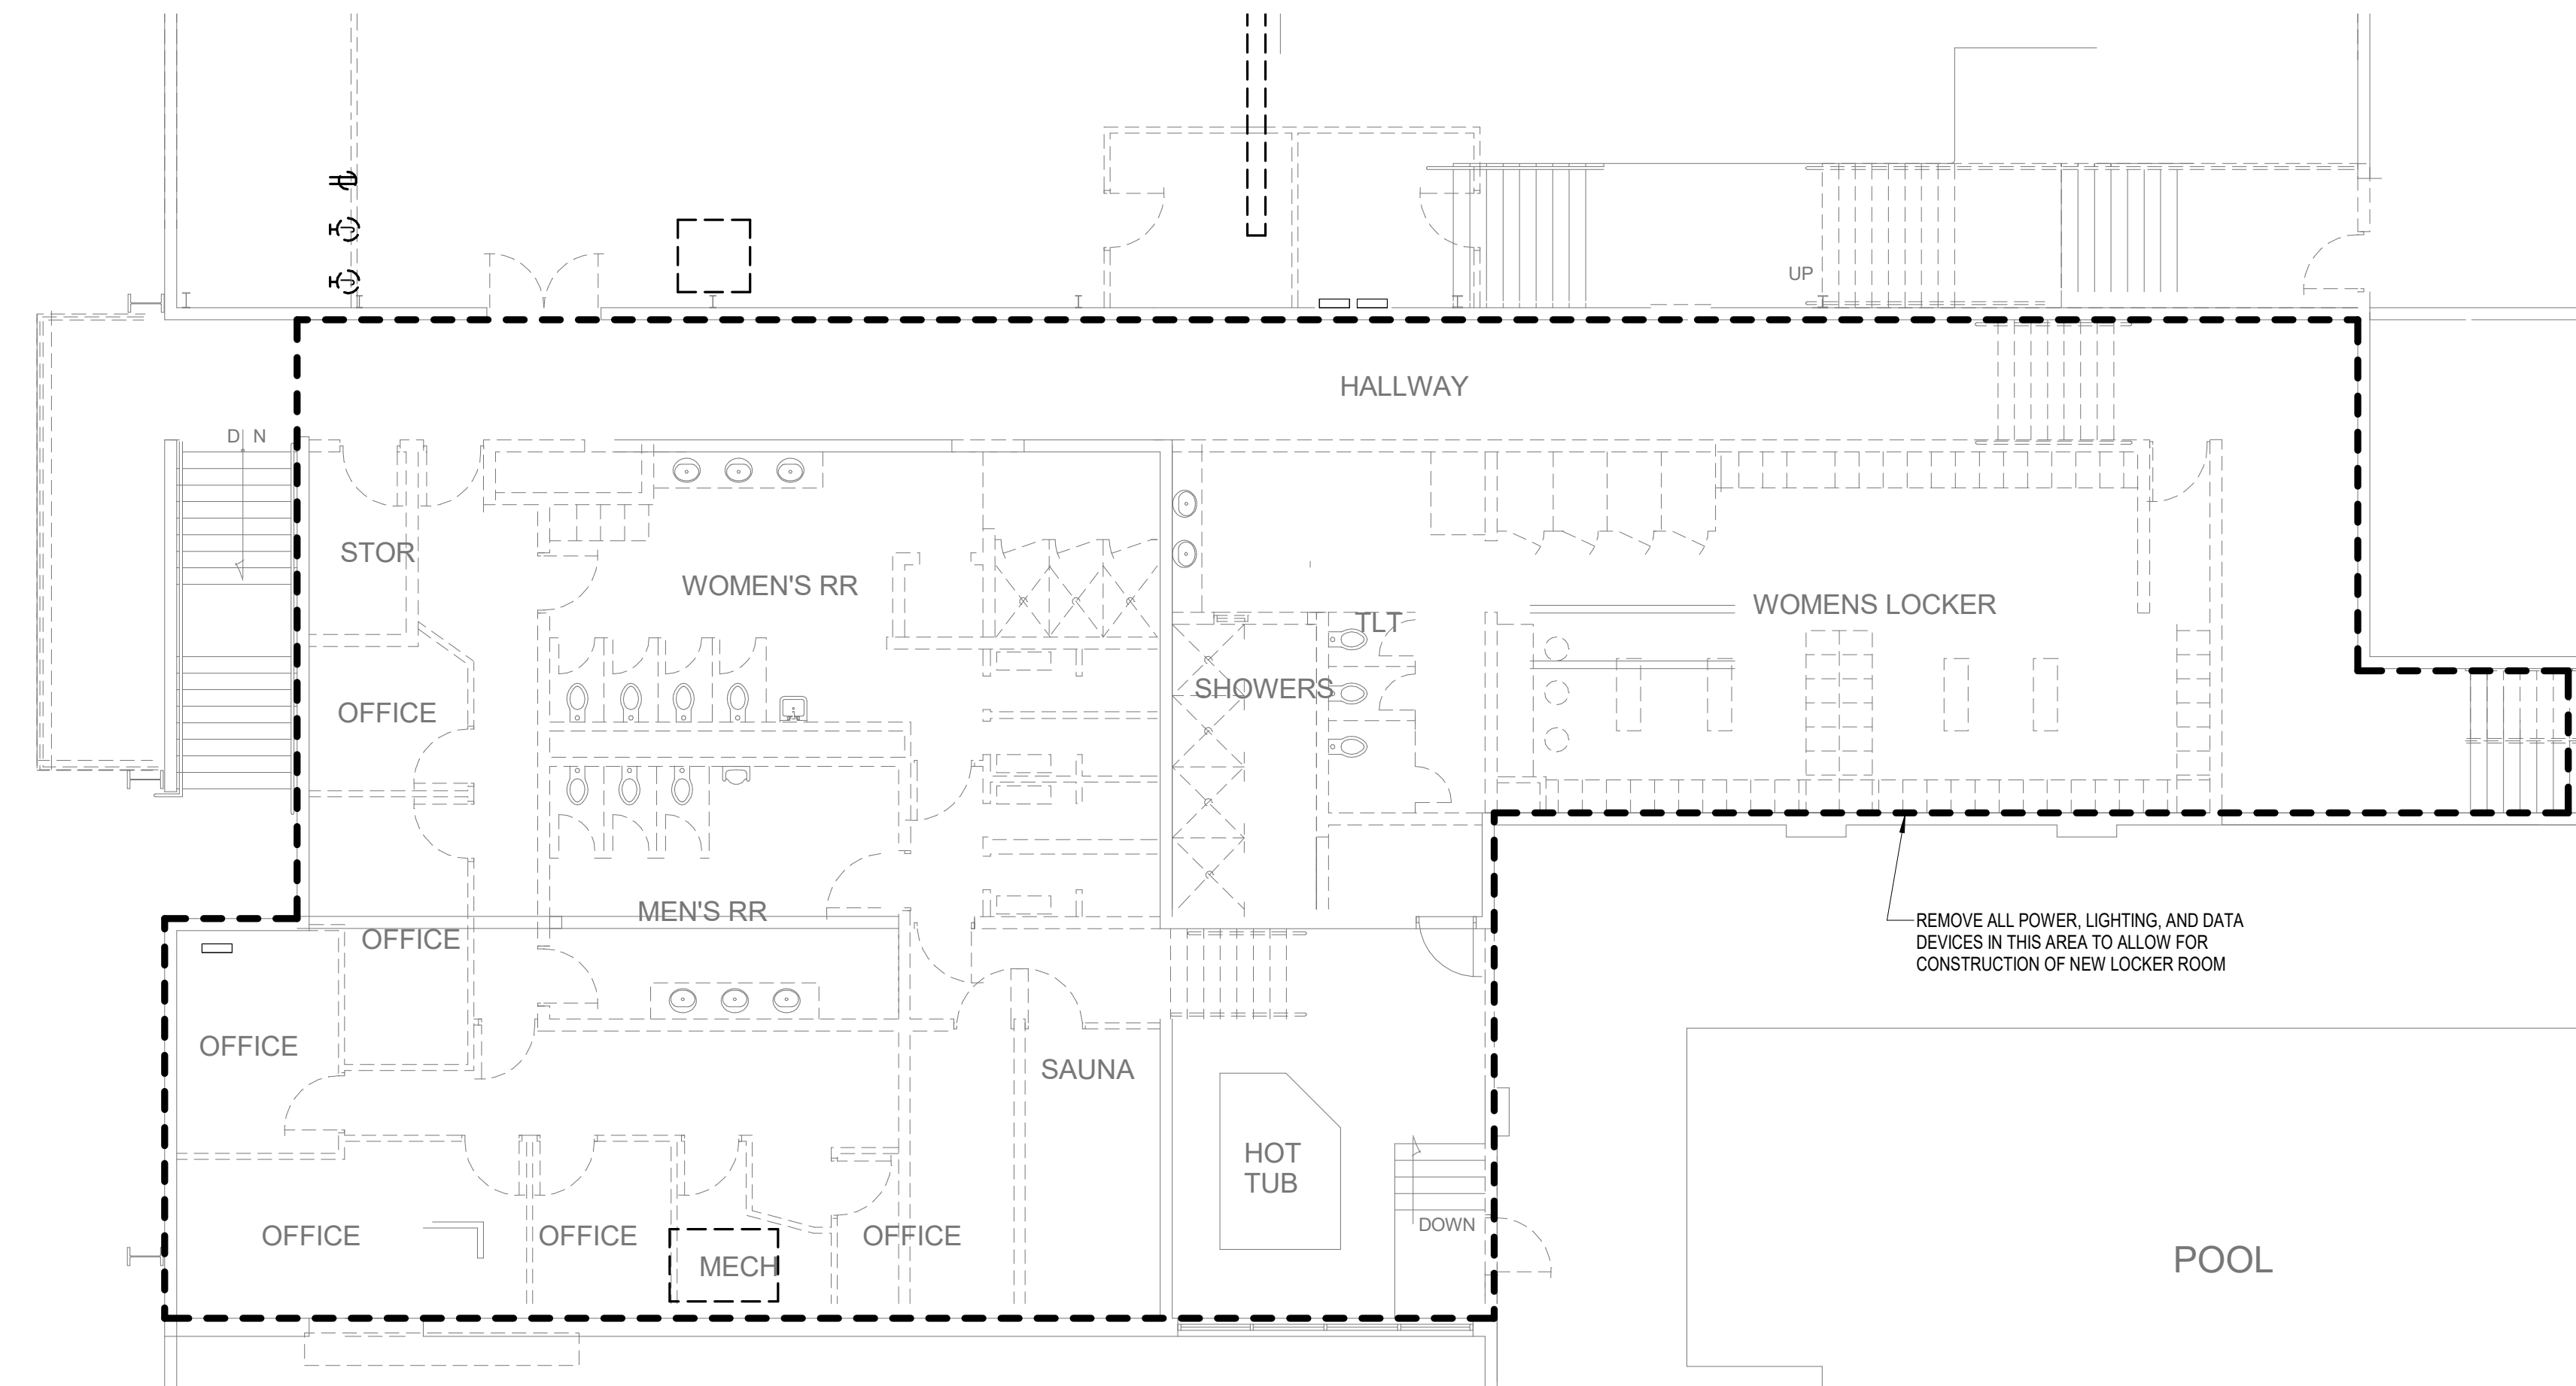 UP
HALLWAY
D N
STOR
WOMEN'S RR
WOMENS LOCKER
TLT
SHOWERS
OFFICE
MEN'S RR
REMOVE ALL POWER, LIGHTING, AND DATA
DEVICES IN THIS AREA TO ALLOW FOR
CONSTRUCTION OF NEW LOCKER ROOM
OFFICE
OFFICE
SAUNA
HOT
TUB
DOWN
OFFICE
OFFICE
MECH
OFFICE
POOL